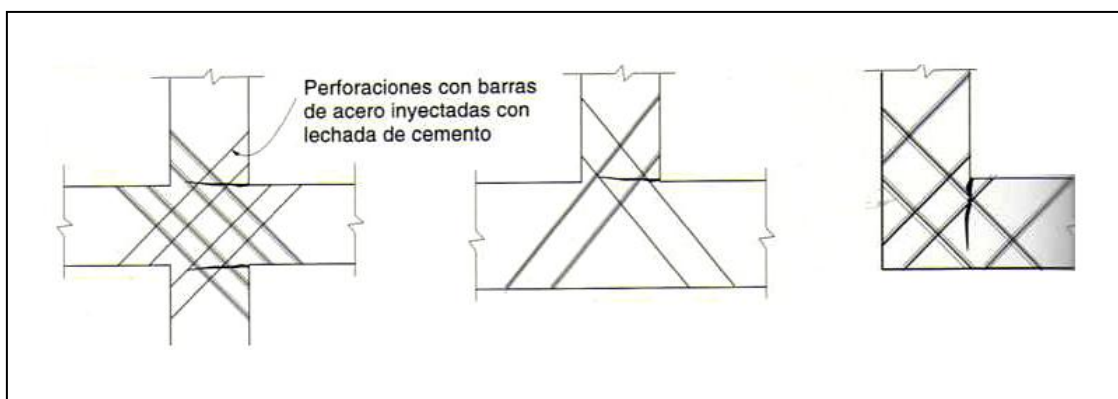 Perforaciones con barras
de acero inyectadas con
lechada de cemento